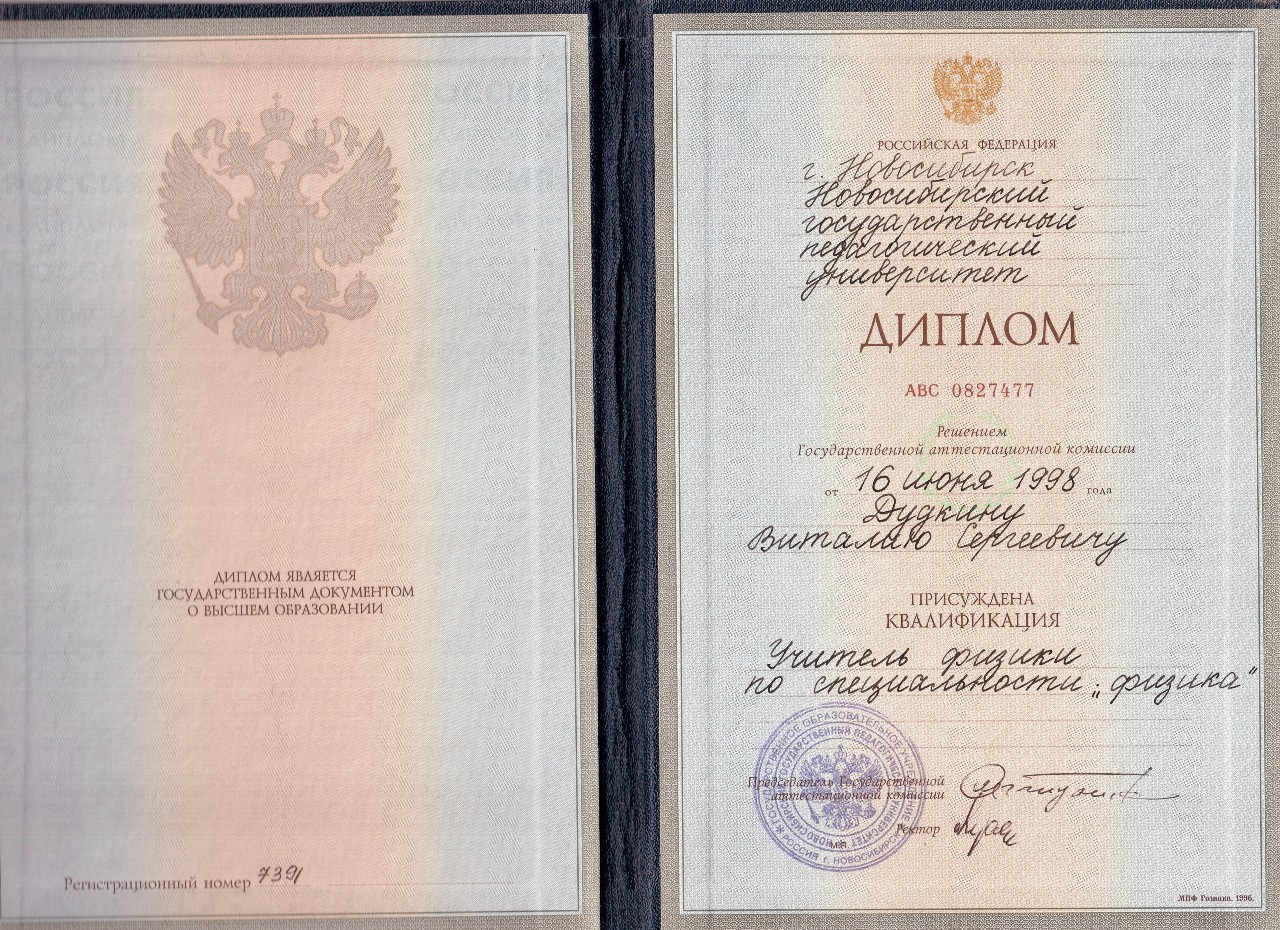 ДИПЛОМ ЯВЛЯЕТСЯ
ГОСУДАРСТВЕННЫМ ДОКУМЕНТОМ
О ВЫСШЕМ ОБРАЗОВАНИИ
Регистрационный номер 7391
РОССИЙСКАЯ ФЕДЕРАЦИЯ
г. Новосибирск
Новосибирский
государственный
педагогический
университет
ДИПЛОМ
АВС 0827477
Решением
Государственной аттестационной комиссии
от 16 июня 1998 года
Дудкину
Виталию Сергеевичу
ПРИСУЖДЕНА
КВАЛИФИКАЦИЯ
Учитель физики
по специальности „физика“
Председатель Государственной
аттестационной комиссии
Ректор
М.П.
МПФ Гознака. 1996.